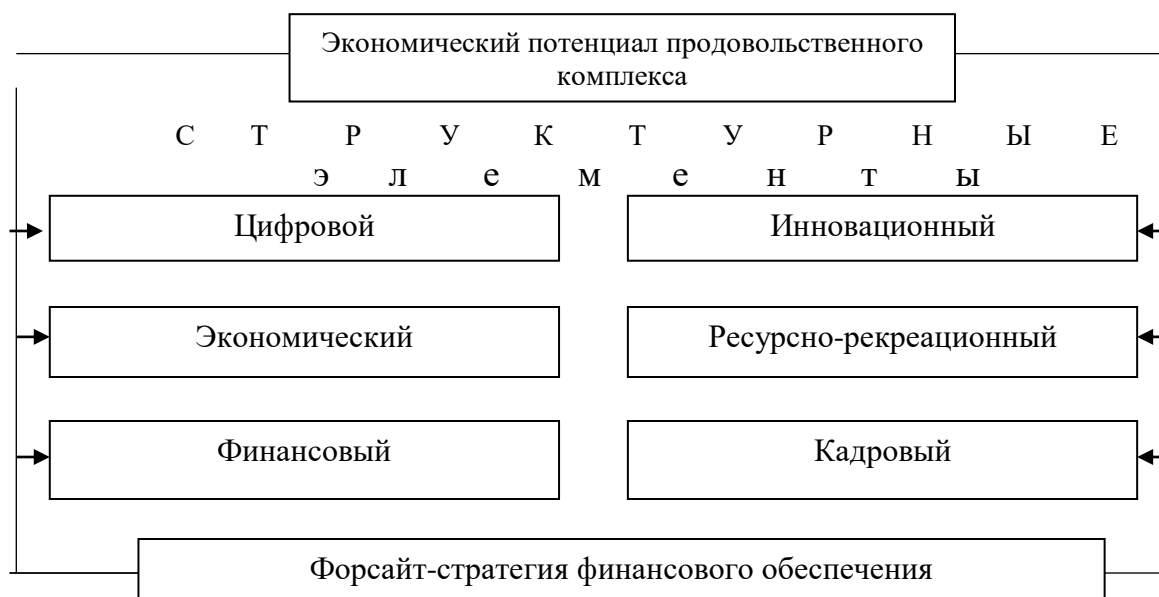 Экономический потенциал продовольственного
комплекса
С Т Р У К Т У Р Н Ы Е
э л е м е н т ы
Цифровой
Инновационный
Экономический
Ресурсно-рекреационный
Финансовый
Кадровый
Форсайт-стратегия финансового обеспечения